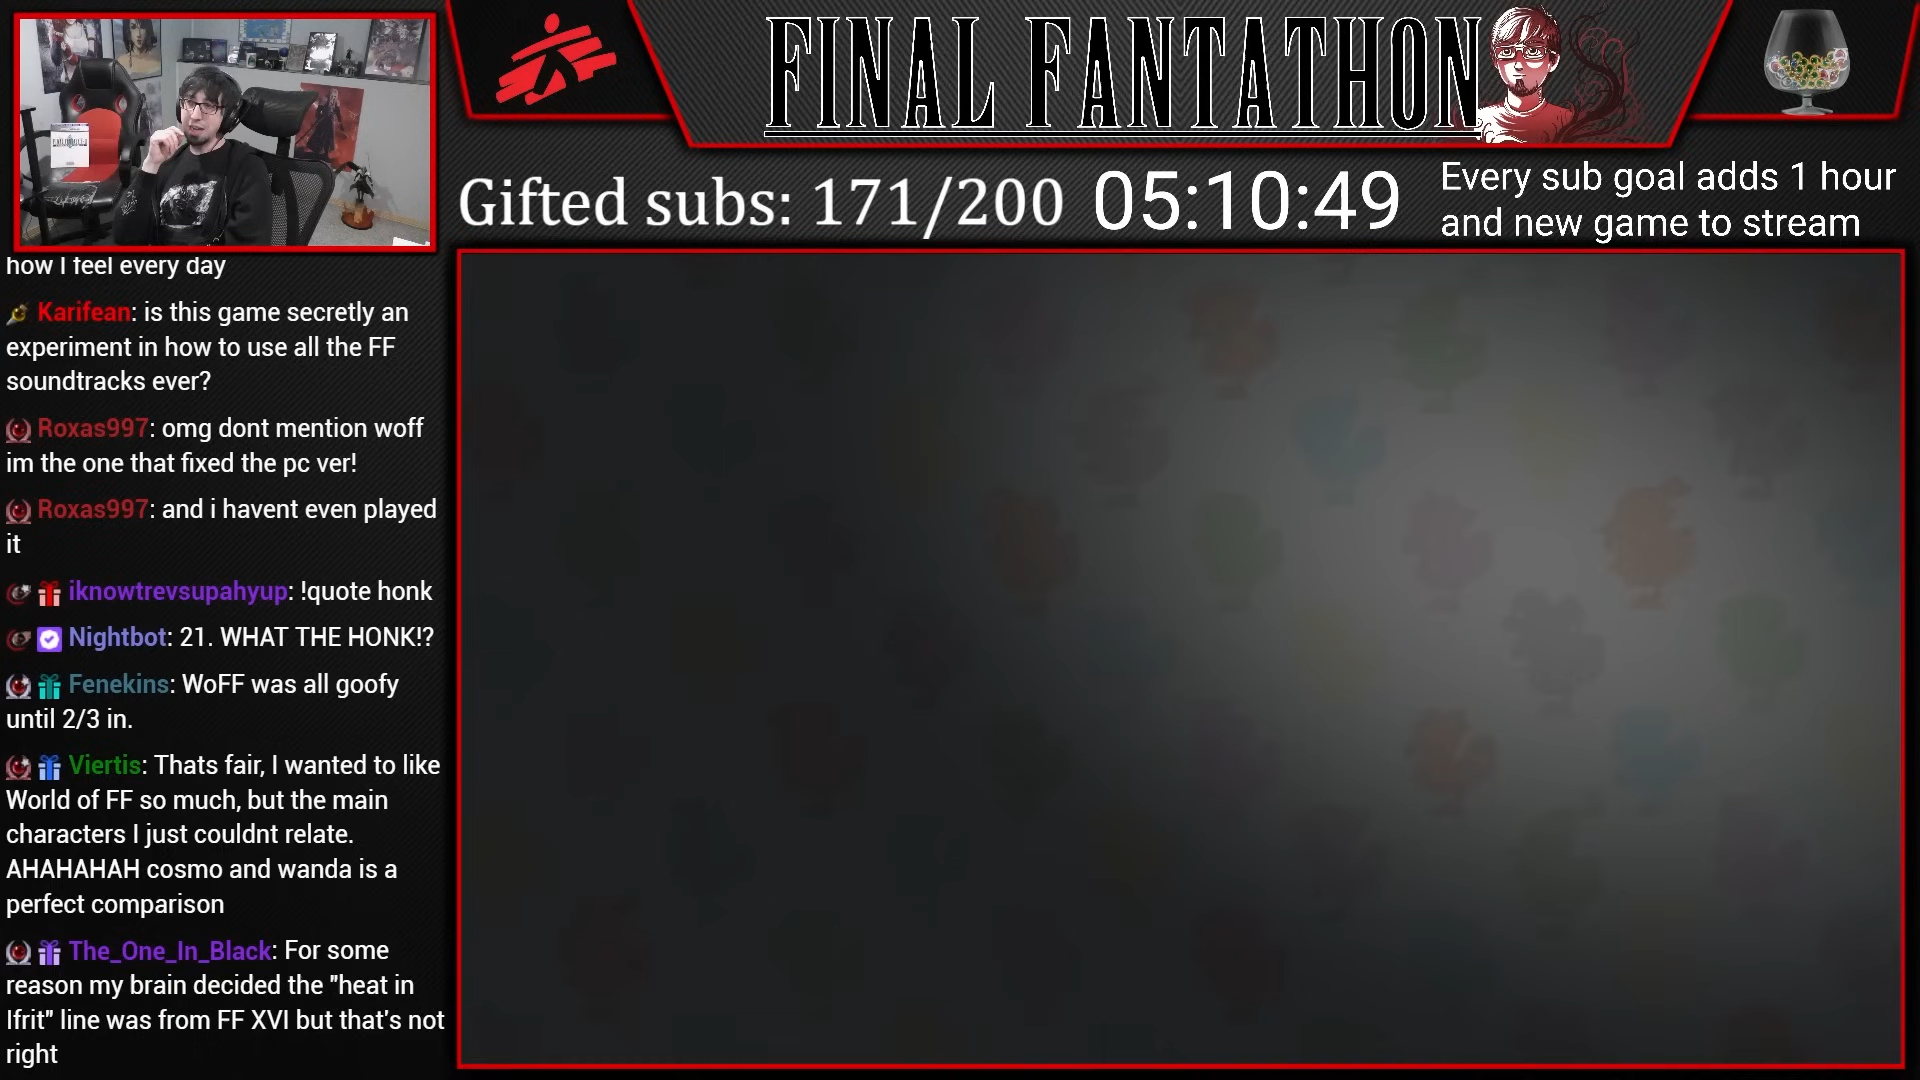 FINAL FANTATHON
Gifted subs: 171/200
05:10:49
Every sub goal adds 1 hour
and new game to stream
how I feel every day
Karifean: is this game secretly an
experiment in how to use all the FF
soundtracks ever?
Roxas997: omg dont mention woff
im the one that fixed the pc ver!
Roxas997: and i havent even played
it
iknowtrevsupahyup: !quote honk
Nightbot: 21. WHAT THE HONK!?
Fenekins: WoFF was all goofy
until 2/3 in.
Viertis: Thats fair, I wanted to like
World of FF so much, but the main
characters I just couldnt relate.
AHAHAHAH cosmo and wanda is a
perfect comparison
The_One_In_Black: For some
reason my brain decided the "heat in
Ifrit" line was from FF XVI but that's not
right